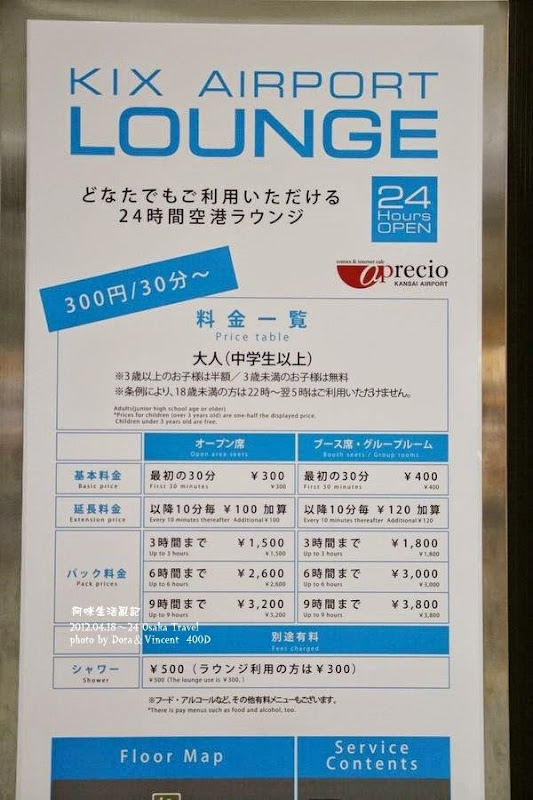 KIX AIRPORT
LOUNGE
どなたでもご利用いただける
24時間空港ラウンジ
24
Hours
OPEN
comics & internet cafe
aprecio
KANSAI AIRPORT
300円/30分～
料金一覧
Price table
大人(中学生以上)
※3歳以上のお子様は半額／3歳未満のお子様は無料
※条例により、18歳未満の方は22時～翌5時はご利用いただけません。
Adults(junior high school age or older)
*Prices for children (over 3 years old) are one-half the displayed price.
Children under 3 years old are free.
オープン席 ブース席・グループルーム
Open area seats Booth seats / Group rooms
基本料金 最初の30分 ￥300 最初の30分 ￥400
Basic price First 30 minutes ￥300 First 30 minutes ￥400
延長料金 以降10分毎 ￥100 加算 以降10分毎 ￥120 加算
Extension price Every 10 minutes thereafter Additional￥100 Every 10 minutes thereafter Additional￥120
パック料金 3時間まで ￥1,500 3時間まで ￥1,800
Pack prices Up to 3 hours ￥1,500 Up to 3 hours ￥1,800
6時間まで ￥2,600 6時間まで ￥3,000
Up to 6 hours ￥2,600 Up to 6 hours ￥3,000
9時間まで ￥3,200 9時間まで ￥3,800
Up to 9 hours ￥3,200 Up to 9 hours ￥3,800
生活亂記
2012.04.18～24 Osaka Travel
photo by Dora & Vincent 400D
別途有料
Fees charged
シャワー ￥500（ラウンジ利用の方は￥300）
Shower ￥500 (The lounge use is ￥300.)
※フード・アルコールなど、その他有料メニューもございます。
*There is pay menues such as food and alcohol, too.
Floor Map
Service
Contents